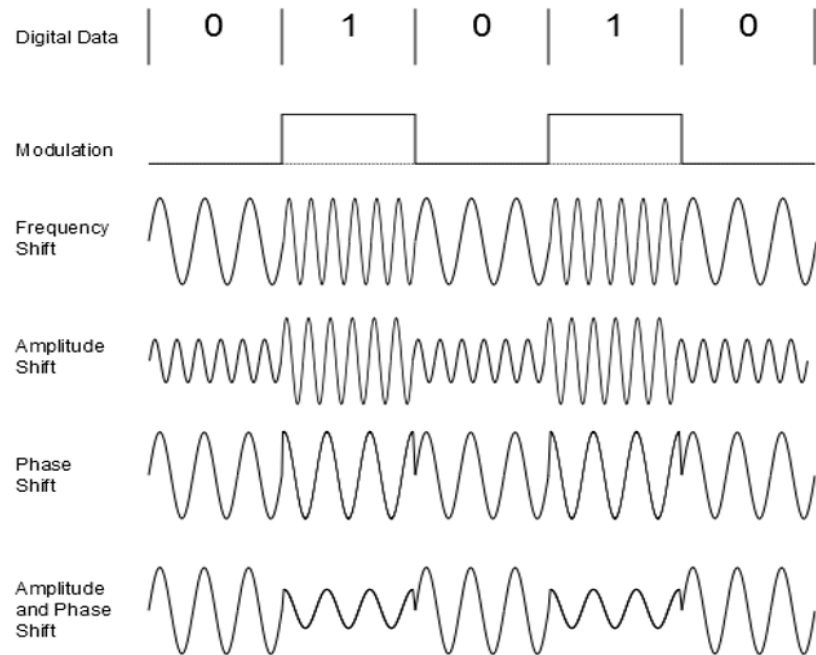 Digital Data
0 1 0 1 0
Modulation
Frequency
Shift
Amplitude
Shift
Phase
Shift
Amplitude
and Phase
Shift